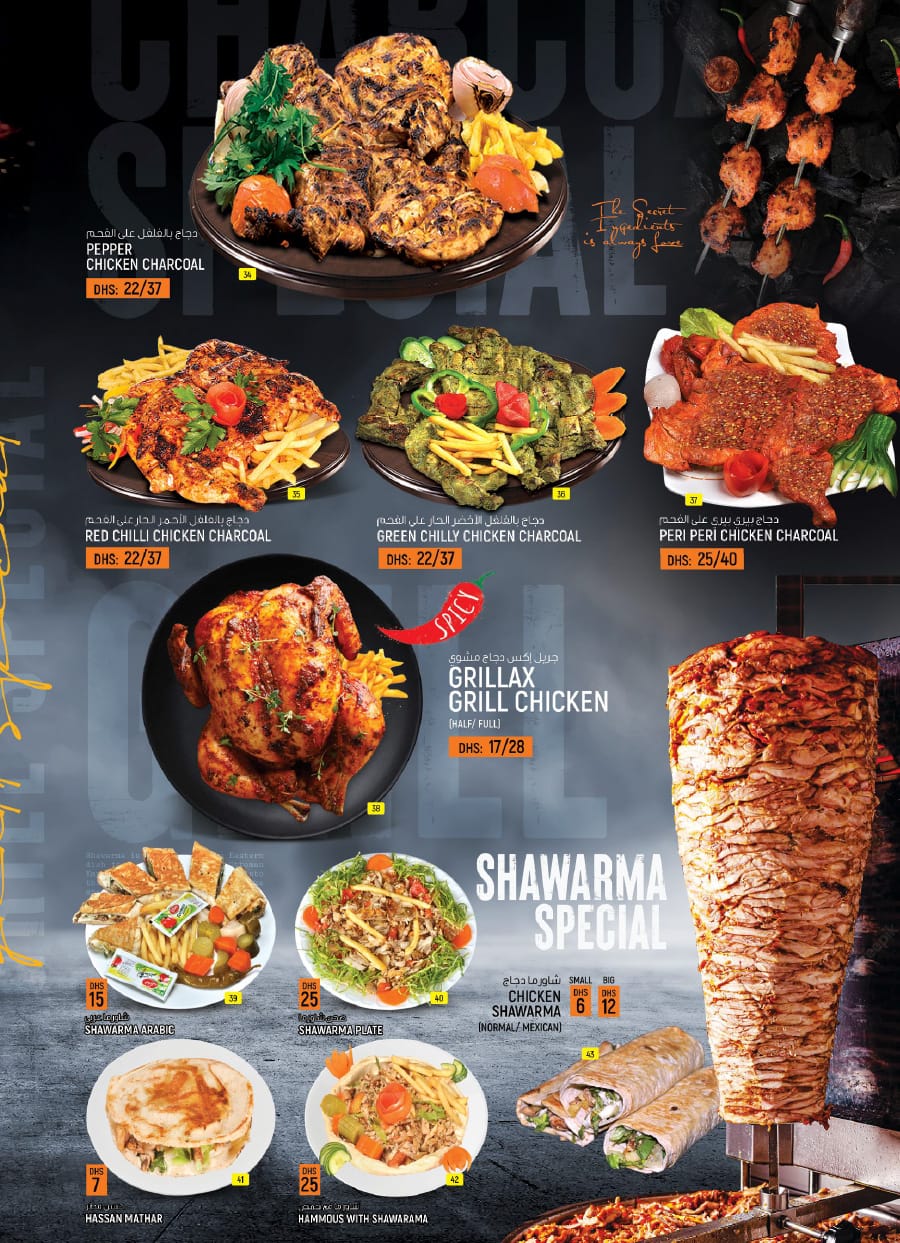 CHARCOAL
SPECIAL
The Secret
Ingredients
is always Love
دجاج بالفلفل على الفحم
PEPPER
CHICKEN CHARCOAL
DHS: 22/37
34
35
36
37
دجاج بالفلفل الأحمر الحار على الفحم
RED CHILLI CHICKEN CHARCOAL
DHS: 22/37
دجاج بالفلفل الأخضر الحار على الفحم
GREEN CHILLY CHICKEN CHARCOAL
DHS: 22/37
دجاج بيري بيري على الفحم
PERI PERI CHICKEN CHARCOAL
DHS: 25/40
GRILL
SPICY
جريل إكس دجاج مشوي
GRILLAX
GRILL CHICKEN
(HALF/ FULL)
DHS: 17/28
38
SHAWARMA
SPECIAL
DHS
15
39
شاورما عربي
SHAWARMA ARABIC
DHS
25
40
صحن شاورما
SHAWARMA PLATE
شاورما دجاج
CHICKEN
SHAWARMA
(NORMAL/ MEXICAN)
SMALL
DHS
6
BIG
DHS
12
43
DHS
7
41
HASSAN MATHAR
DHS
25
42
شاورما مع حمص
HAMMOUS WITH SHAWARAMA